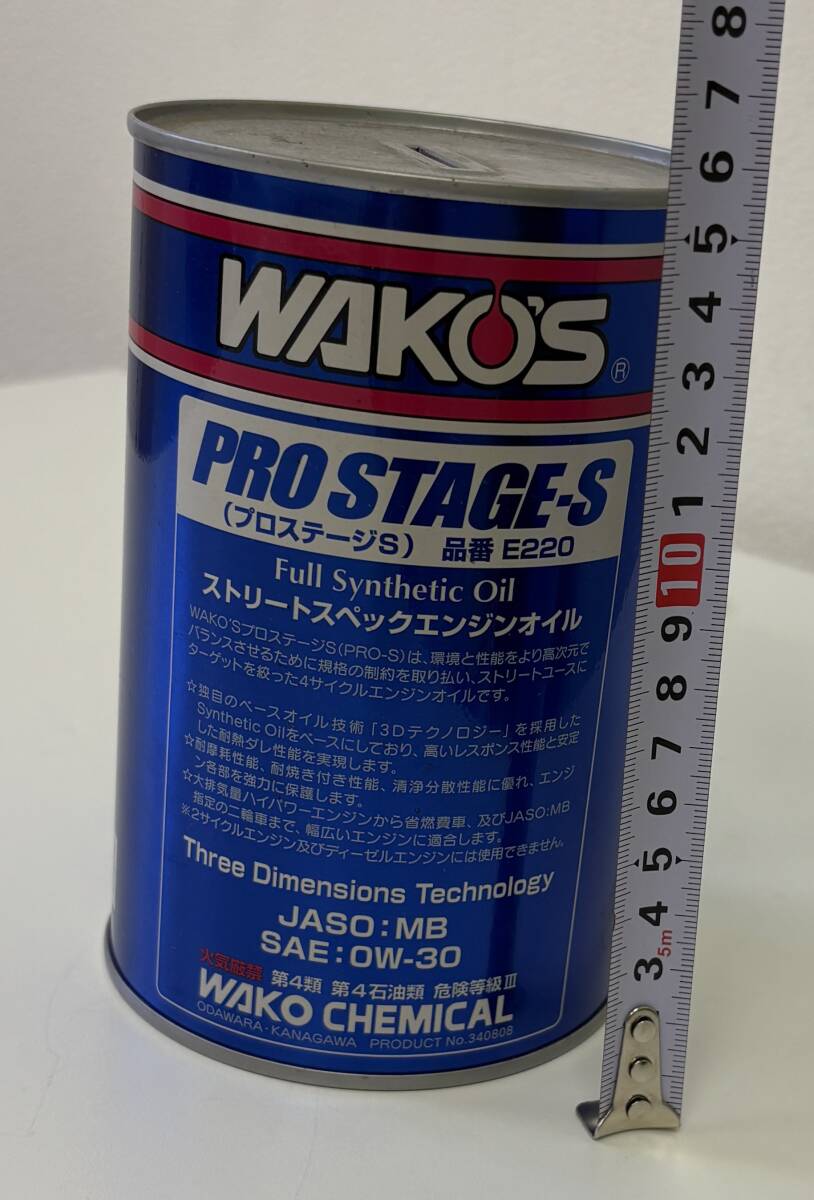 WAKO'S®
PRO STAGE-S
(プロステージS) 品番 E220
Full Synthetic Oil
ストリートスペックエンジンオイル
WAKO'SプロステージS(PRO-S)は、環境と性能をより高次元で
バランスさせるために規格の制約を取り払い、ストリートユースに
ターゲットを絞った4サイクルエンジンオイルです。
☆独自のベースオイル技術「3Dテクノロジー」を採用した
Synthetic Oilをベースにしており、高いレスポンス性能と安定
した耐熱ダレ性能を実現します。
☆耐摩耗性能、耐焼き付き性能、清浄分散性能に優れ、エンジ
ン各部を強力に保護します。
☆大排気量ハイパワーエンジンから省燃費車、及びJASO:MB
指定の二輪車まで、幅広いエンジンに適合します。
※2サイクルエンジン及びディーゼルエンジンには使用できません。
Three Dimensions Technology
JASO:MB
SAE:0W-30
火気厳禁 第4類 第4石油類 危険等級Ⅲ
WAKO CHEMICAL
ODAWARA・KANAGAWA PRODUCT No.340808
8
7
6
5
4
3
2
1
10
9
8
7
6
5
4
3
5m